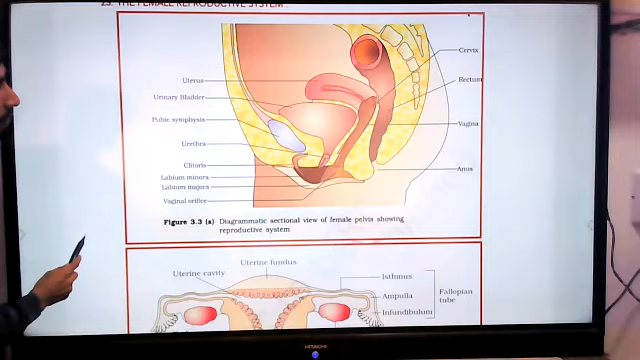 23. THE FEMALE REPRODUCTIVE SYSTEM :
Cervix
Uterus
Rectum
Urinary Bladder
Pubic symphysis
Vagina
Urethra
Clitoris
Anus
Labium minora
Labium majora
Vaginal orifice
Figure 3.3 (a) Diagrammatic sectional view of female pelvis showing
reproductive system
Uterine fundus
Uterine cavity
Isthmus
Ampulla
Fallopian
tube
Infundibulum
HITACHI